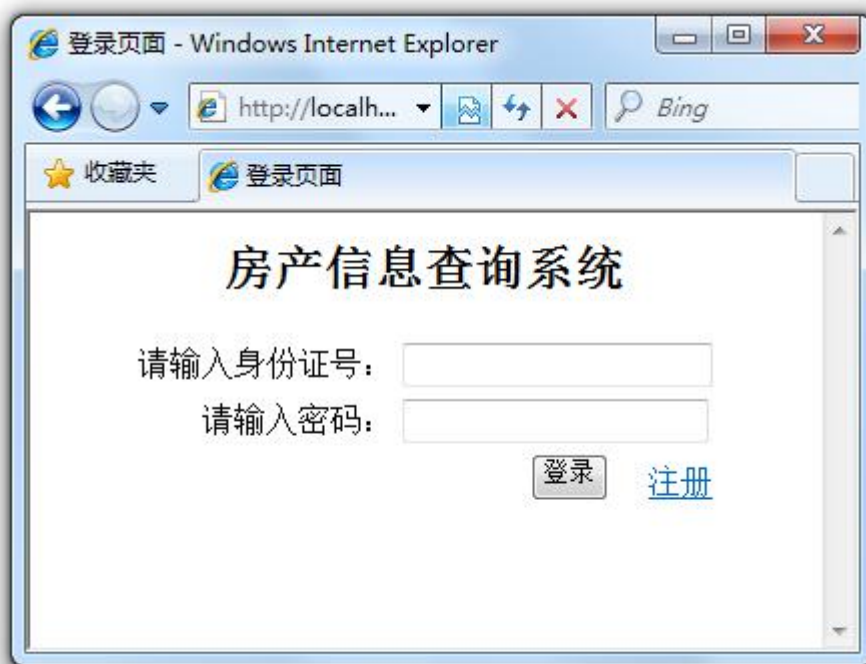 登录页面 - Windows Internet Explorer
http://localh... Bing
收藏夹 登录页面
房产信息查询系统
请输入身份证号：
请输入密码：
登录 注册